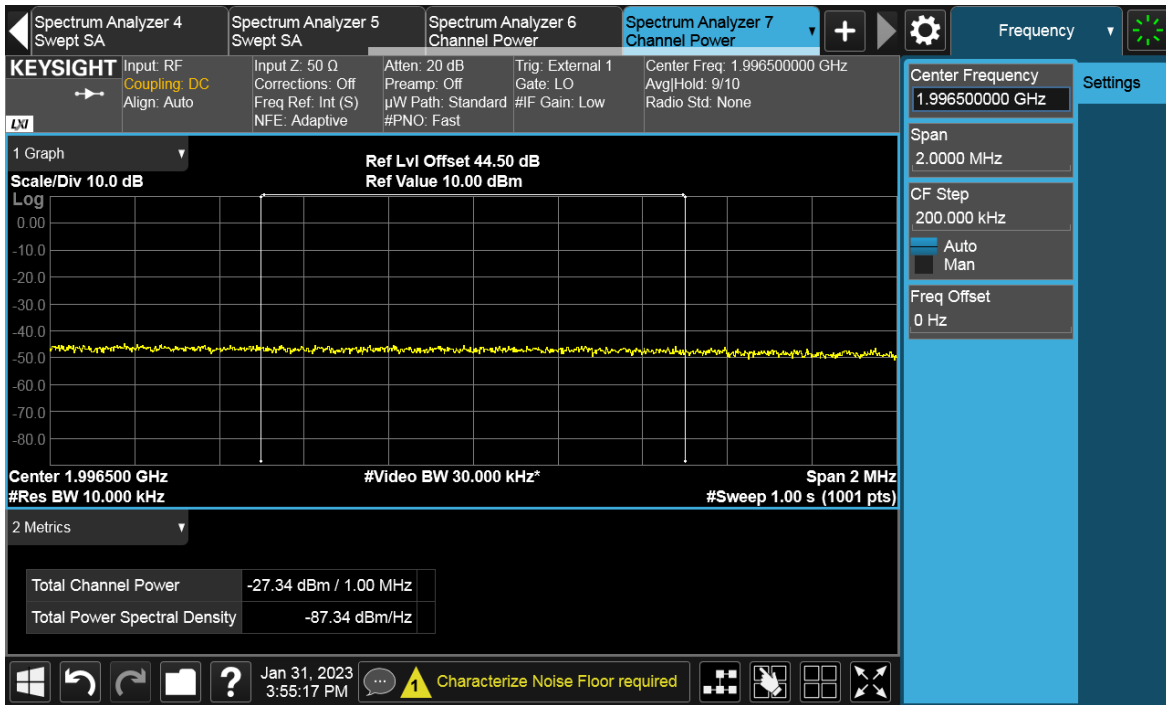 Spectrum Analyzer 4
Swept SA
Spectrum Analyzer 5
Swept SA
Spectrum Analyzer 6
Channel Power
Spectrum Analyzer 7
Channel Power
Frequency
KEYSIGHT
LXI
Input: RF
Coupling: DC
Align: Auto
Input Z: 50 Ω
Corrections: Off
Freq Ref: Int (S)
NFE: Adaptive
Atten: 20 dB
Preamp: Off
µW Path: Standard
#PNO: Fast
Trig: External 1
Gate: LO
#IF Gain: Low
Center Freq: 1.996500000 GHz
Avg|Hold: 9/10
Radio Std: None
Center Frequency
1.996500000 GHz
Settings
Span
2.0000 MHz
CF Step
200.000 kHz
Auto
Man
Freq Offset
0 Hz
1 Graph
Scale/Div 10.0 dB
Ref Lvl Offset 44.50 dB
Ref Value 10.00 dBm
Log
0.00
-10.0
-20.0
-30.0
-40.0
-50.0
-60.0
-70.0
-80.0
Center 1.996500 GHz
#Video BW 30.000 kHz*
Span 2 MHz
#Res BW 10.000 kHz
#Sweep 1.00 s (1001 pts)
2 Metrics
Total Channel Power -27.34 dBm / 1.00 MHz
Total Power Spectral Density -87.34 dBm/Hz
?
Jan 31, 2023
3:55:17 PM
1
Characterize Noise Floor required